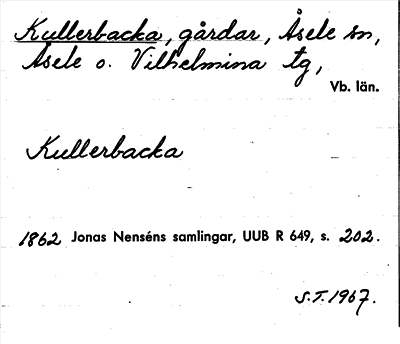 Kullerbacka, gårdar, Åsele sn,
Åsele o. Vilhelmina tg,
Vb. län.
Kullerbacka
1862 Jonas Nenséns samlingar, UUB R 649, s. 202.
S.T. 1967.